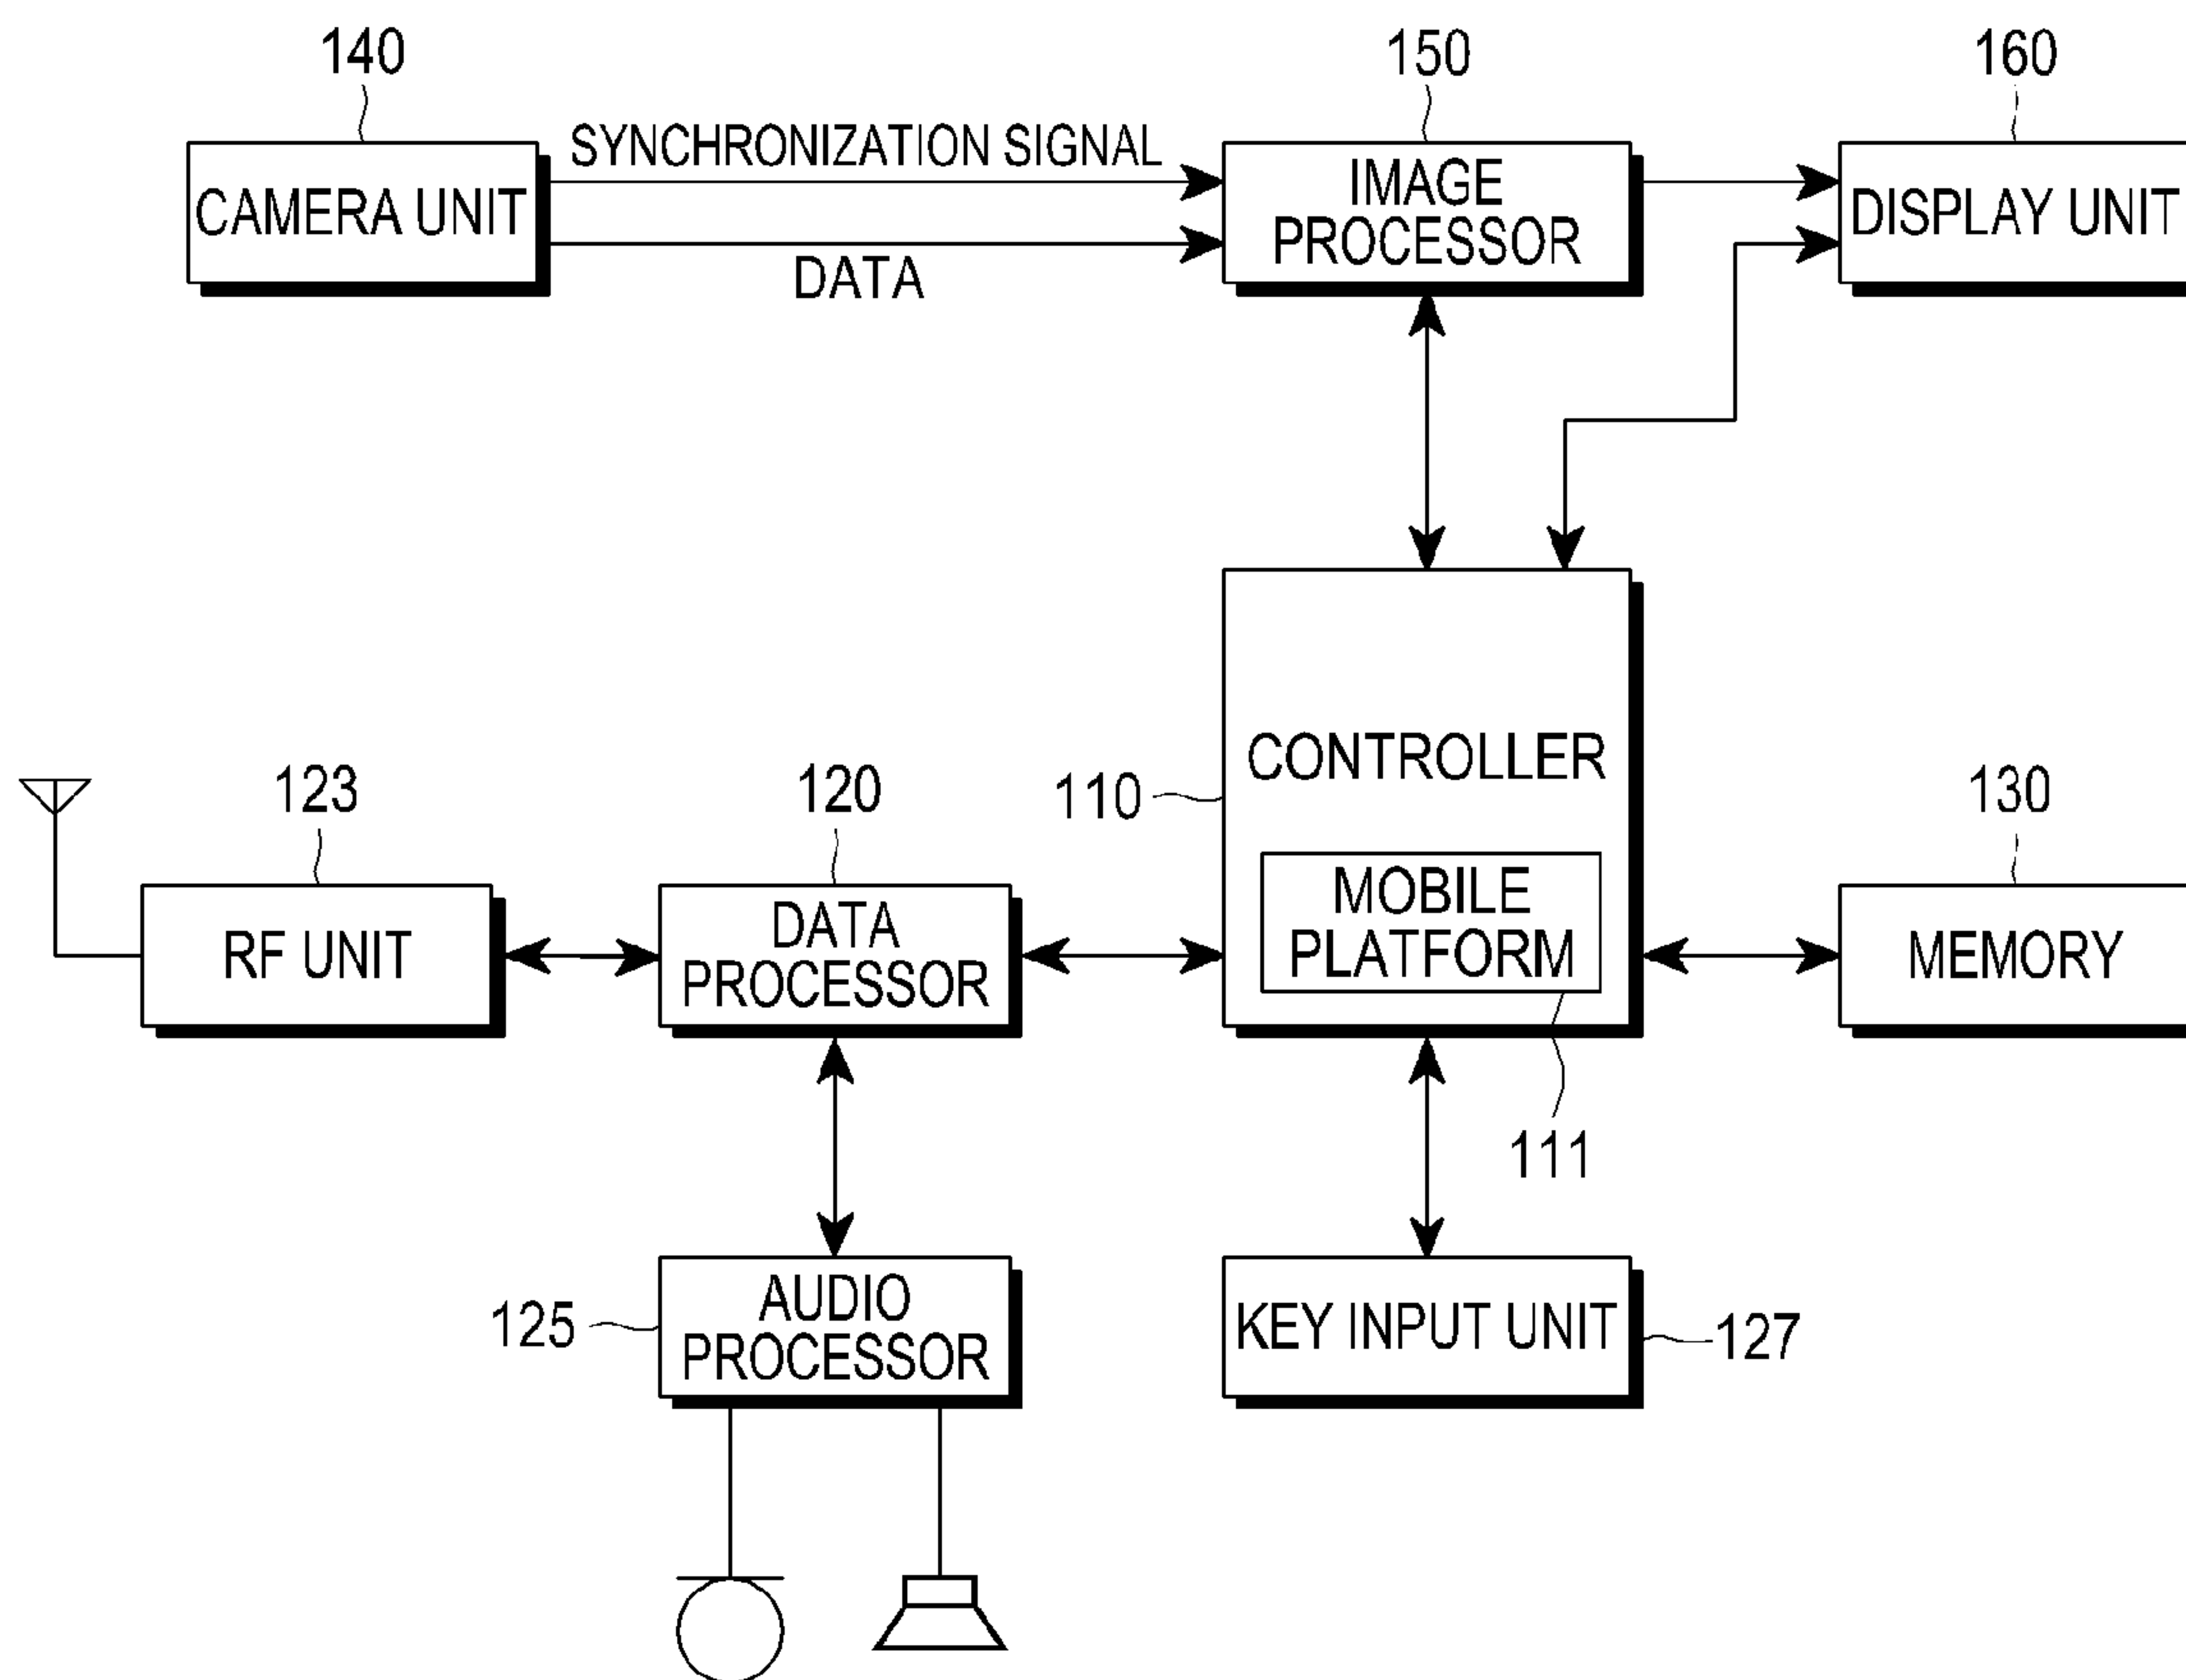 140
150
160
SYNCHRONIZATION SIGNAL
CAMERA UNIT
DATA
IMAGE
PROCESSOR
DISPLAY UNIT
CONTROLLER
110
123
120
130
RF UNIT
DATA
PROCESSOR
MOBILE
PLATFORM
MEMORY
111
125
AUDIO
PROCESSOR
KEY INPUT UNIT
127